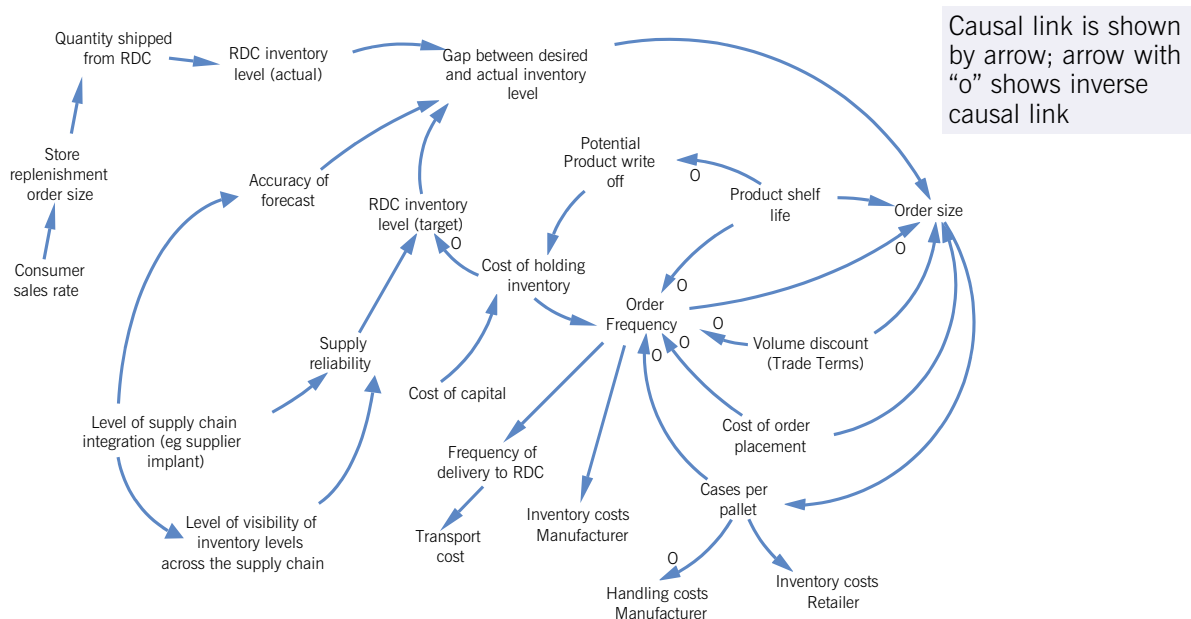 Quantity shipped
from RDC
RDC inventory
level (actual)
Gap between desired
and actual inventory
level
Causal link is shown
by arrow; arrow with
“o” shows inverse
causal link
Store
replenishment
order size
Accuracy of
forecast
Potential
Product write
off
O
Product shelf
life
Order size
O
RDC inventory
level (target)
O
Consumer
sales rate
Cost of holding
inventory
O
Order
Frequency
O
O
O
Volume discount
(Trade Terms)
Supply
reliability
Cost of capital
Level of supply chain
integration (eg supplier
implant)
Cost of order
placement
Frequency of
delivery to RDC
Cases per
pallet
Level of visibility of
inventory levels
across the supply chain
Transport
cost
Inventory costs
Manufacturer
O
Handling costs
Manufacturer
Inventory costs
Retailer